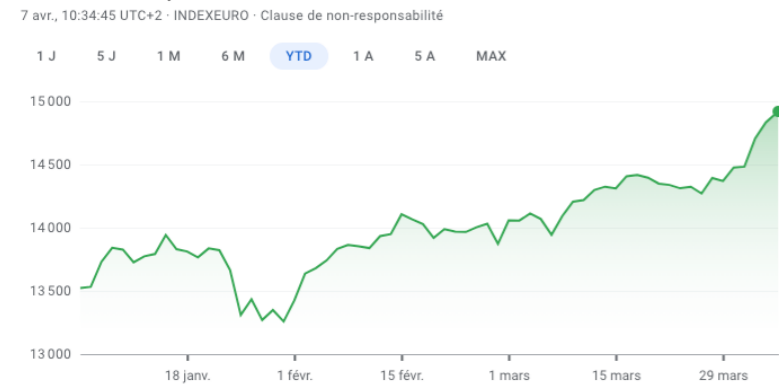 7 avr., 10:34:45 UTC+2 · INDEXEURO · Clause de non-responsabilité
1 J 5 J 1 M 6 M YTD 1 A 5 A MAX
15 000
14 500
14 000
13 500
13 000
18 janv. 1 févr. 15 févr. 1 mars 15 mars 29 mars